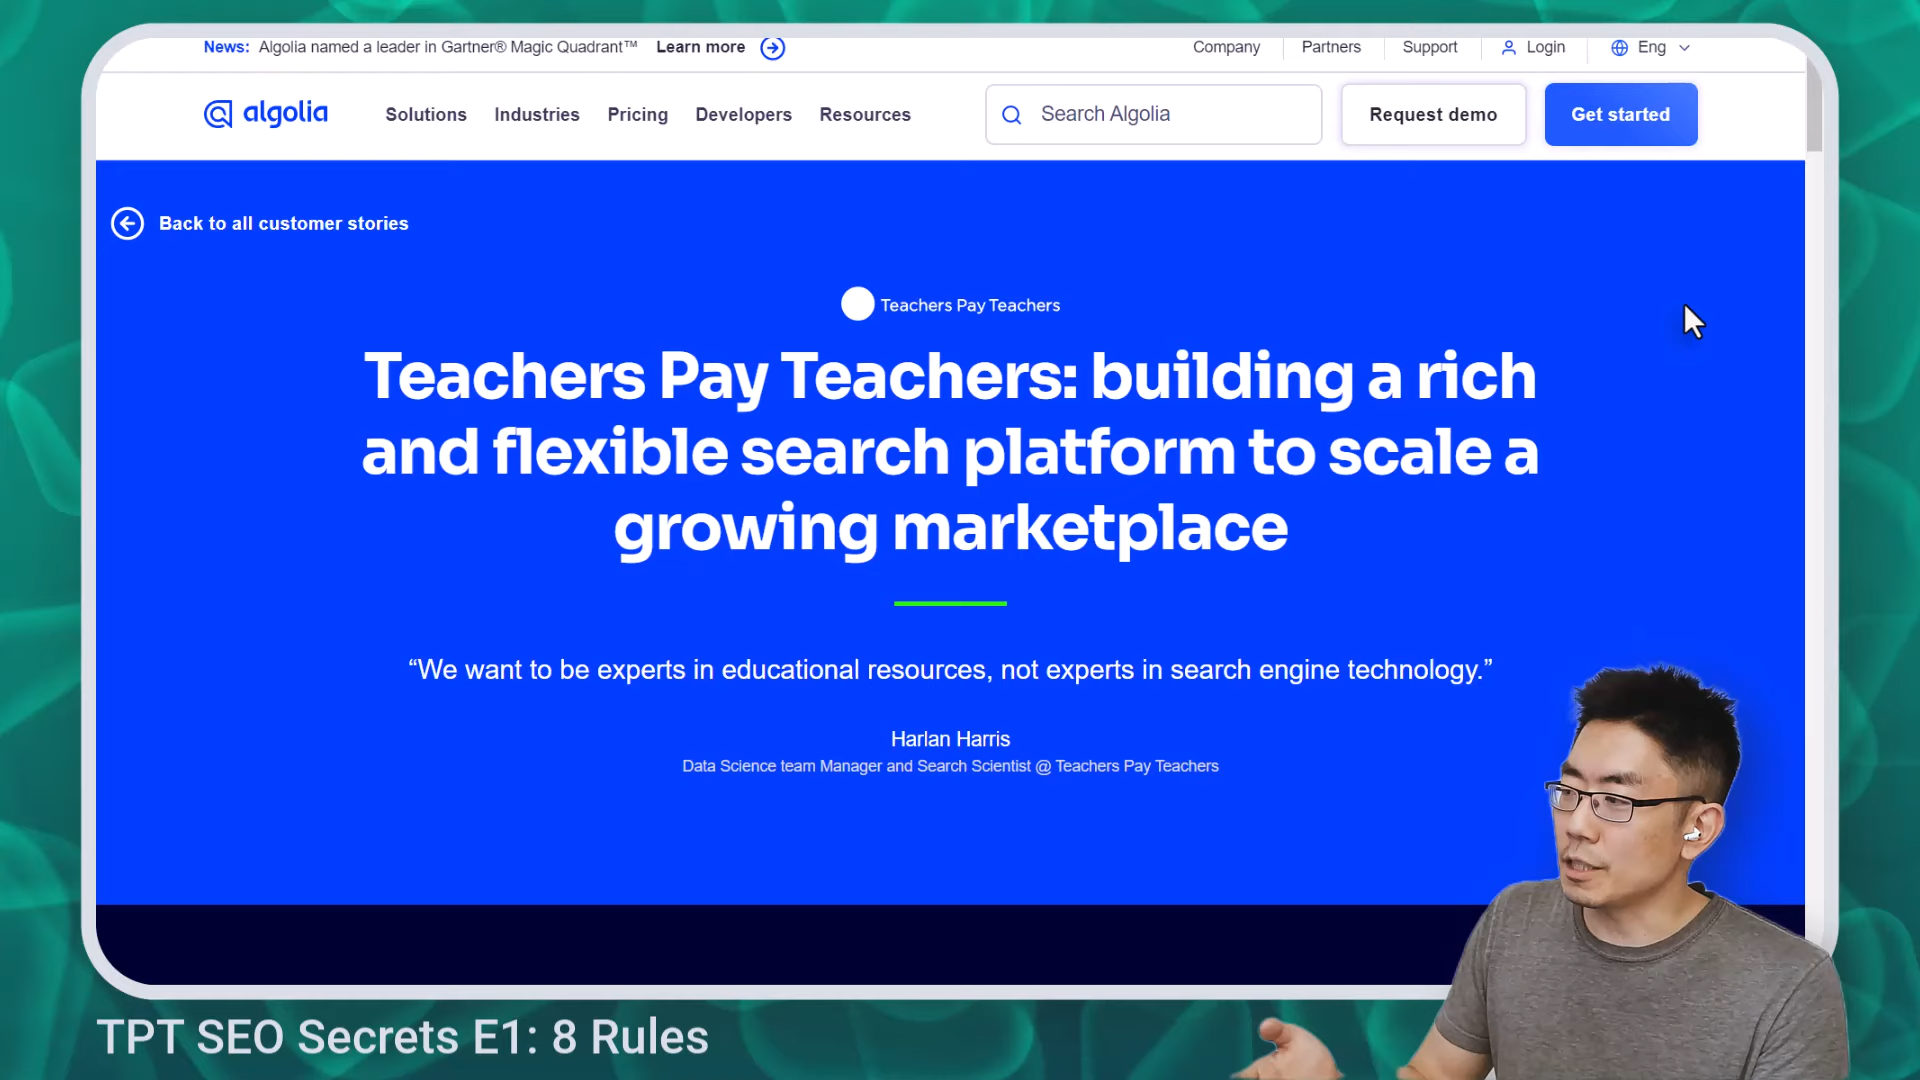 News: Algolia named a leader in Gartner® Magic Quadrant™ Learn more
Company Partners Support Login Eng
algolia Solutions Industries Pricing Developers Resources Search Algolia Request demo Get started
Back to all customer stories
Teachers Pay Teachers
Teachers Pay Teachers: building a rich
and flexible search platform to scale a
growing marketplace
“We want to be experts in educational resources, not experts in search engine technology.”
Harlan Harris
Data Science team Manager and Search Scientist @ Teachers Pay Teachers
TPT SEO Secrets E1: 8 Rules